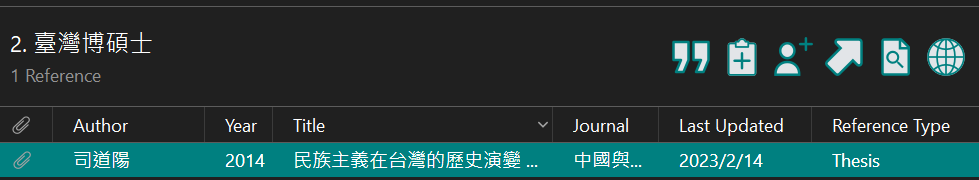 2. 臺灣博碩士
1 Reference
Author Year Title Journal Last Updated Reference Type
司道陽 2014 民族主義在台灣的歷史演變 ... 中國與... 2023/2/14 Thesis